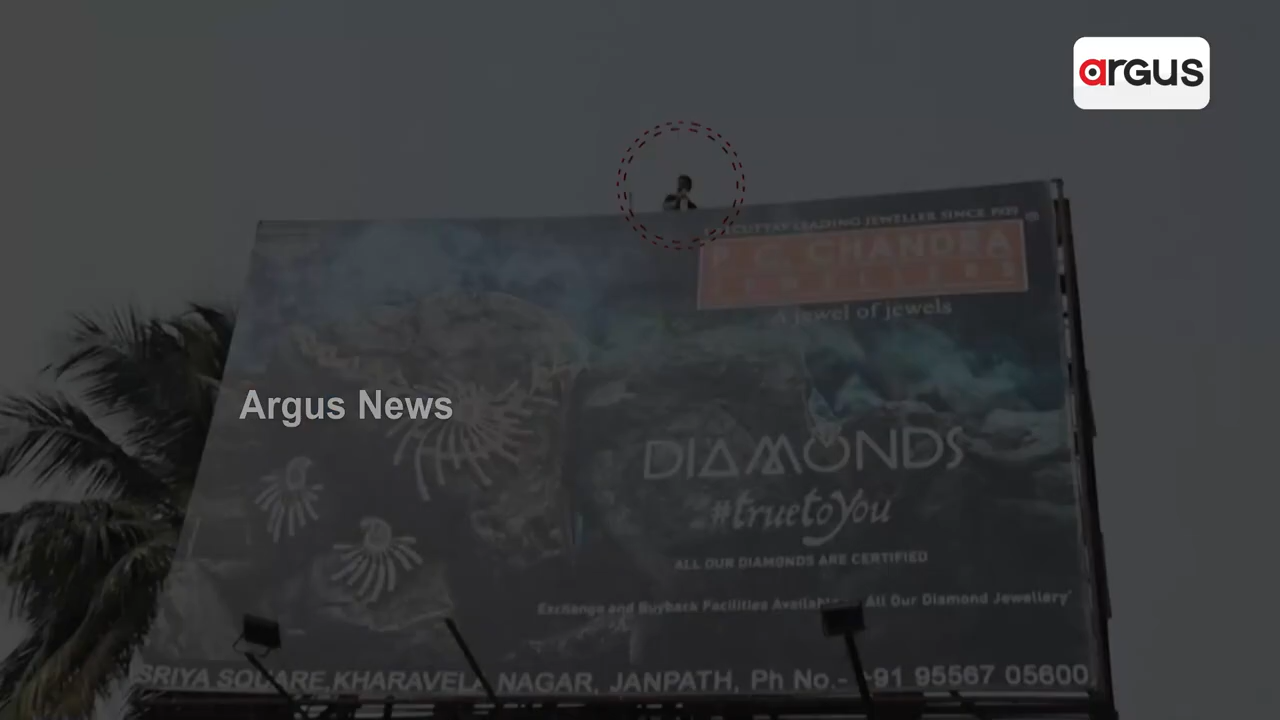 argus
CALCUTTA'S LEADING JEWELLER SINCE 1939
P. C. CHANDRA
JEWELLERS
A jewel of jewels
Argus News
DIAMONDS
#truetoyou
ALL OUR DIAMONDS ARE CERTIFIED
Exchange and Buyback Facilities Available All Our Diamond Jewellery*
SRIYA SQUARE, KHARAVELA NAGAR, JANPATH, Ph No.- +91 95567 05600